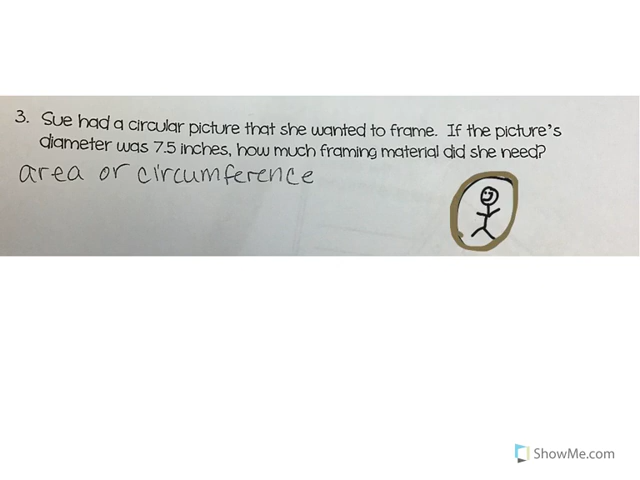 3. Sue had a circular picture that she wanted to frame. If the picture's
diameter was 7.5 inches, how much framing material did she need?
area or circumference
ShowMe.com